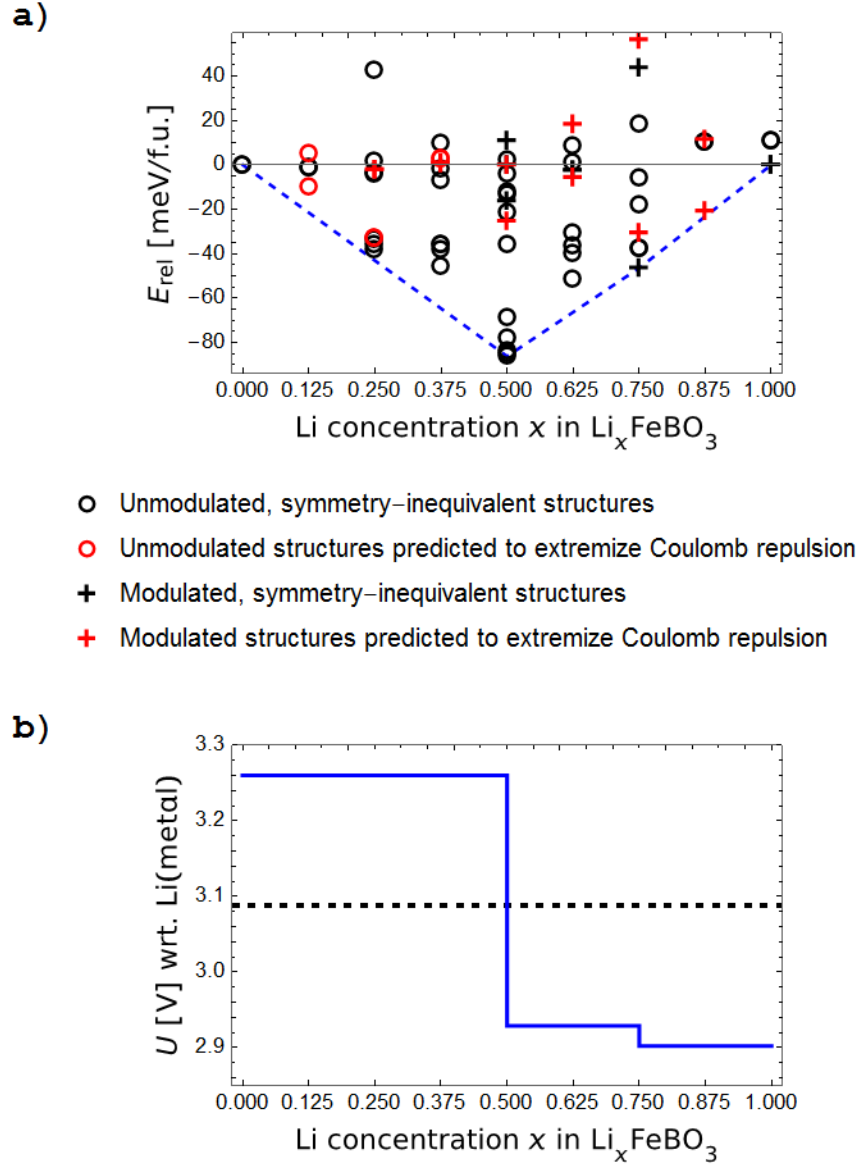 a)
E_rel [meV/f.u.]
40
20
0
−20
−40
−60
−80
0.000 0.125 0.250 0.375 0.500 0.625 0.750 0.875 1.000
Li concentration x in Li_xFeBO_3
Unmodulated, symmetry−inequivalent structures
Unmodulated structures predicted to extremize Coulomb repulsion
Modulated, symmetry−inequivalent structures
Modulated structures predicted to extremize Coulomb repulsion
b)
U [V] wrt. Li(metal)
3.3
3.2
3.1
3.0
2.9
0.000 0.125 0.250 0.375 0.500 0.625 0.750 0.875 1.000
Li concentration x in Li_xFeBO_3